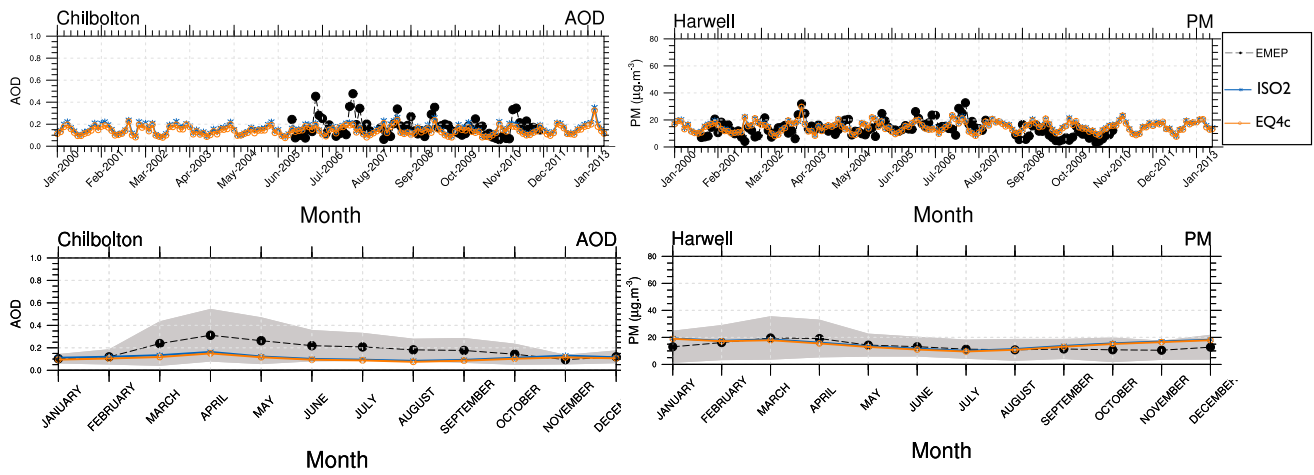 Chilbolton AOD
1.0
0.8
0.6
0.4
0.2
0.0
AOD
Jan-2000
Feb-2001
Mar-2002
Apr-2003
May-2004
Jun-2005
Jul-2006
Aug-2007
Sep-2008
Oct-2009
Nov-2010
Dec-2011
Jan-2013
Month
Harwell PM
80
60
40
20
0
PM (µg.m-3)
Jan-2000
Feb-2001
Mar-2002
Apr-2003
May-2004
Jun-2005
Jul-2006
Aug-2007
Sep-2008
Oct-2009
Nov-2010
Dec-2011
Jan-2013
Month
EMEP
ISO2
EQ4c
Chilbolton AOD
1.0
0.8
0.6
0.4
0.2
0.0
AOD
JANUARY
FEBRUARY
MARCH
APRIL
MAY
JUNE
JULY
AUGUST
SEPTEMBER
OCTOBER
NOVEMBER
DECEM
Month
Harwell PM
80
60
40
20
0
PM (µg.m-3)
JANUARY
FEBRUARY
MARCH
APRIL
MAY
JUNE
JULY
AUGUST
SEPTEMBER
OCTOBER
NOVEMBER
DECEMBER
Month